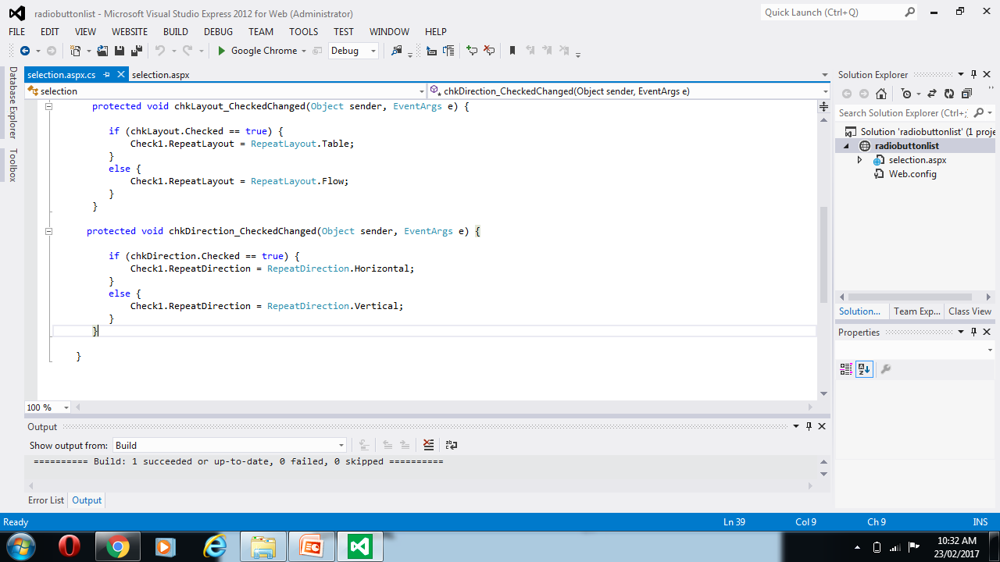 radiobuttonlist - Microsoft Visual Studio Express 2012 for Web (Administrator)
Quick Launch (Ctrl+Q)
FILE EDIT VIEW WEBSITE BUILD DEBUG TEAM TOOLS TEST WINDOW HELP
Google Chrome Debug
Database Explorer
Toolbox
selection.aspx.cs selection.aspx
selection chkDirection_CheckedChanged(Object sender, EventArgs e)
protected void chkLayout_CheckedChanged(Object sender, EventArgs e) {
if (chkLayout.Checked == true) {
Check1.RepeatLayout = RepeatLayout.Table;
}
else {
Check1.RepeatLayout = RepeatLayout.Flow;
}
}
protected void chkDirection_CheckedChanged(Object sender, EventArgs e) {
if (chkDirection.Checked == true) {
Check1.RepeatDirection = RepeatDirection.Horizontal;
}
else {
Check1.RepeatDirection = RepeatDirection.Vertical;
}
}
}
100 %
Output
Show output from: Build
========== Build: 1 succeeded or up-to-date, 0 failed, 0 skipped ==========
Error List Output
Solution Explorer
Search Solution Explorer (Ctrl+;
Solution 'radiobuttonlist' (1 proje
radiobuttonlist
selection.aspx
Web.config
Solution... Team Exp... Class View
Properties
Ready Ln 39 Col 9 Ch 9 INS
10:32 AM
23/02/2017